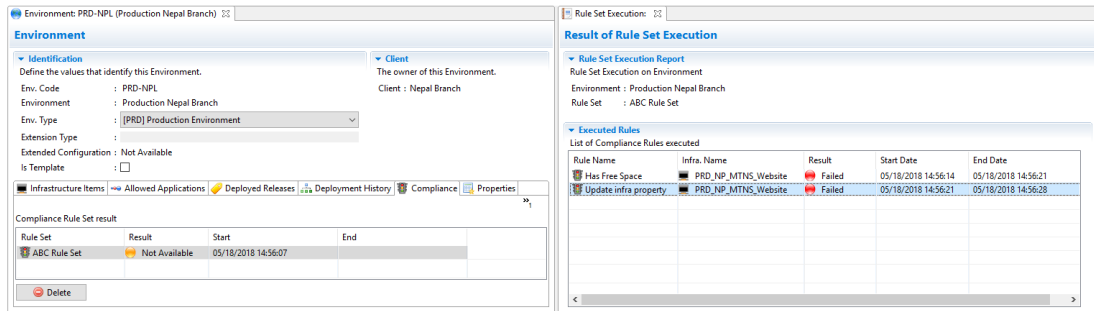 Environment: PRD-NPL (Production Nepal Branch)
Environment
Identification
Define the values that identify this Environment.
Env. Code : PRD-NPL
Environment : Production Nepal Branch
Env. Type : [PRD] Production Environment
Extension Type :
Extended Configuration : Not Available
Is Template :
Client
The owner of this Environment.
Client : Nepal Branch
Infrastructure Items Allowed Applications Deployed Releases Deployment History Compliance Properties
»1
Compliance Rule Set result
Rule Set Result Start End
ABC Rule Set Not Available 05/18/2018 14:56:07
Delete
Rule Set Execution:
Result of Rule Set Execution
Rule Set Execution Report
Rule Set Execution on Environment
Environment : Production Nepal Branch
Rule Set : ABC Rule Set
Executed Rules
List of Compliance Rules executed
Rule Name Infra. Name Result Start Date End Date
Has Free Space PRD_NP_MTNS_Website Failed 05/18/2018 14:56:14 05/18/2018 14:56:21
Update infra property PRD_NP_MTNS_Website Failed 05/18/2018 14:56:21 05/18/2018 14:56:28